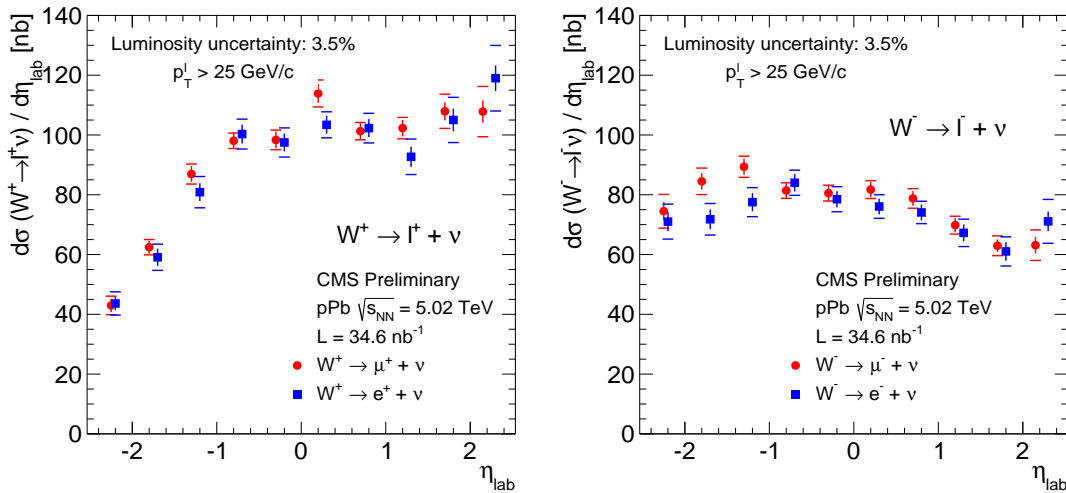 dσ (W⁺→l⁺ν) / dη_lab [nb]
140
120
100
80
60
40
20
0
Luminosity uncertainty: 3.5%
p_T^l > 25 GeV/c
W⁺ → l⁺ + ν
CMS Preliminary
pPb √s_NN = 5.02 TeV
L = 34.6 nb⁻¹
W⁺ → μ⁺ + ν
W⁺ → e⁺ + ν
-2 -1 0 1 2
η_lab
dσ (W⁻→l⁻ν) / dη_lab [nb]
140
120
100
80
60
40
20
0
Luminosity uncertainty: 3.5%
p_T^l > 25 GeV/c
W⁻ → l⁻ + ν
CMS Preliminary
pPb √s_NN = 5.02 TeV
L = 34.6 nb⁻¹
W⁻ → μ⁻ + ν
W⁻ → e⁻ + ν
-2 -1 0 1 2
η_lab